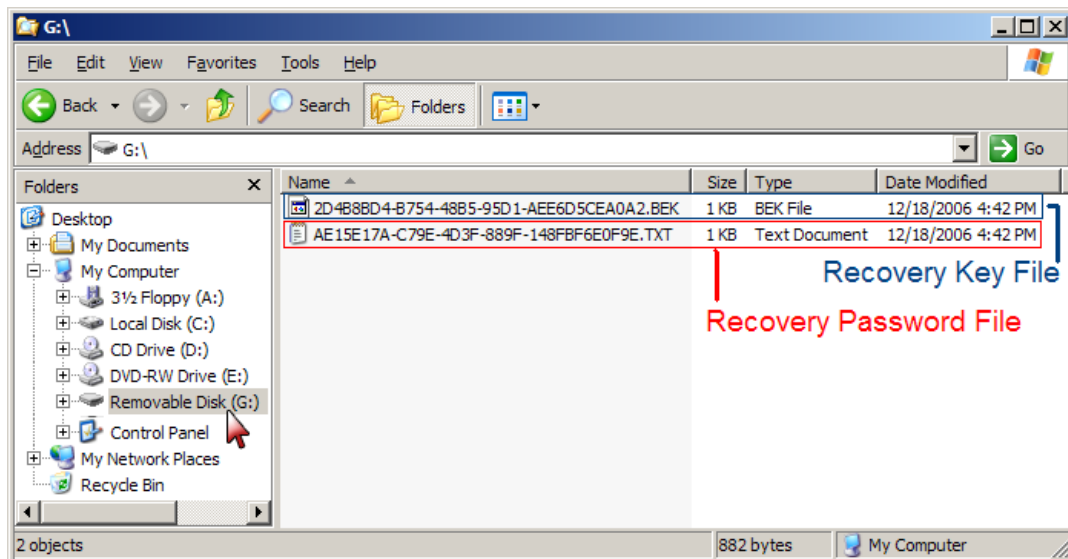 G:\
File Edit View Favorites Tools Help
Back Search Folders
Address G:\ Go
Folders X Name Size Type Date Modified
2D4B8BD4-B754-48B5-95D1-AEE6D5CEA0A2.BEK 1 KB BEK File 12/18/2006 4:42 PM
AE15E17A-C79E-4D3F-889F-148FBF6E0F9E.TXT 1 KB Text Document 12/18/2006 4:42 PM
Recovery Key File
Recovery Password File
Desktop
My Documents
My Computer
3½ Floppy (A:)
Local Disk (C:)
CD Drive (D:)
DVD-RW Drive (E:)
Removable Disk (G:)
Control Panel
My Network Places
Recycle Bin
2 objects 882 bytes My Computer